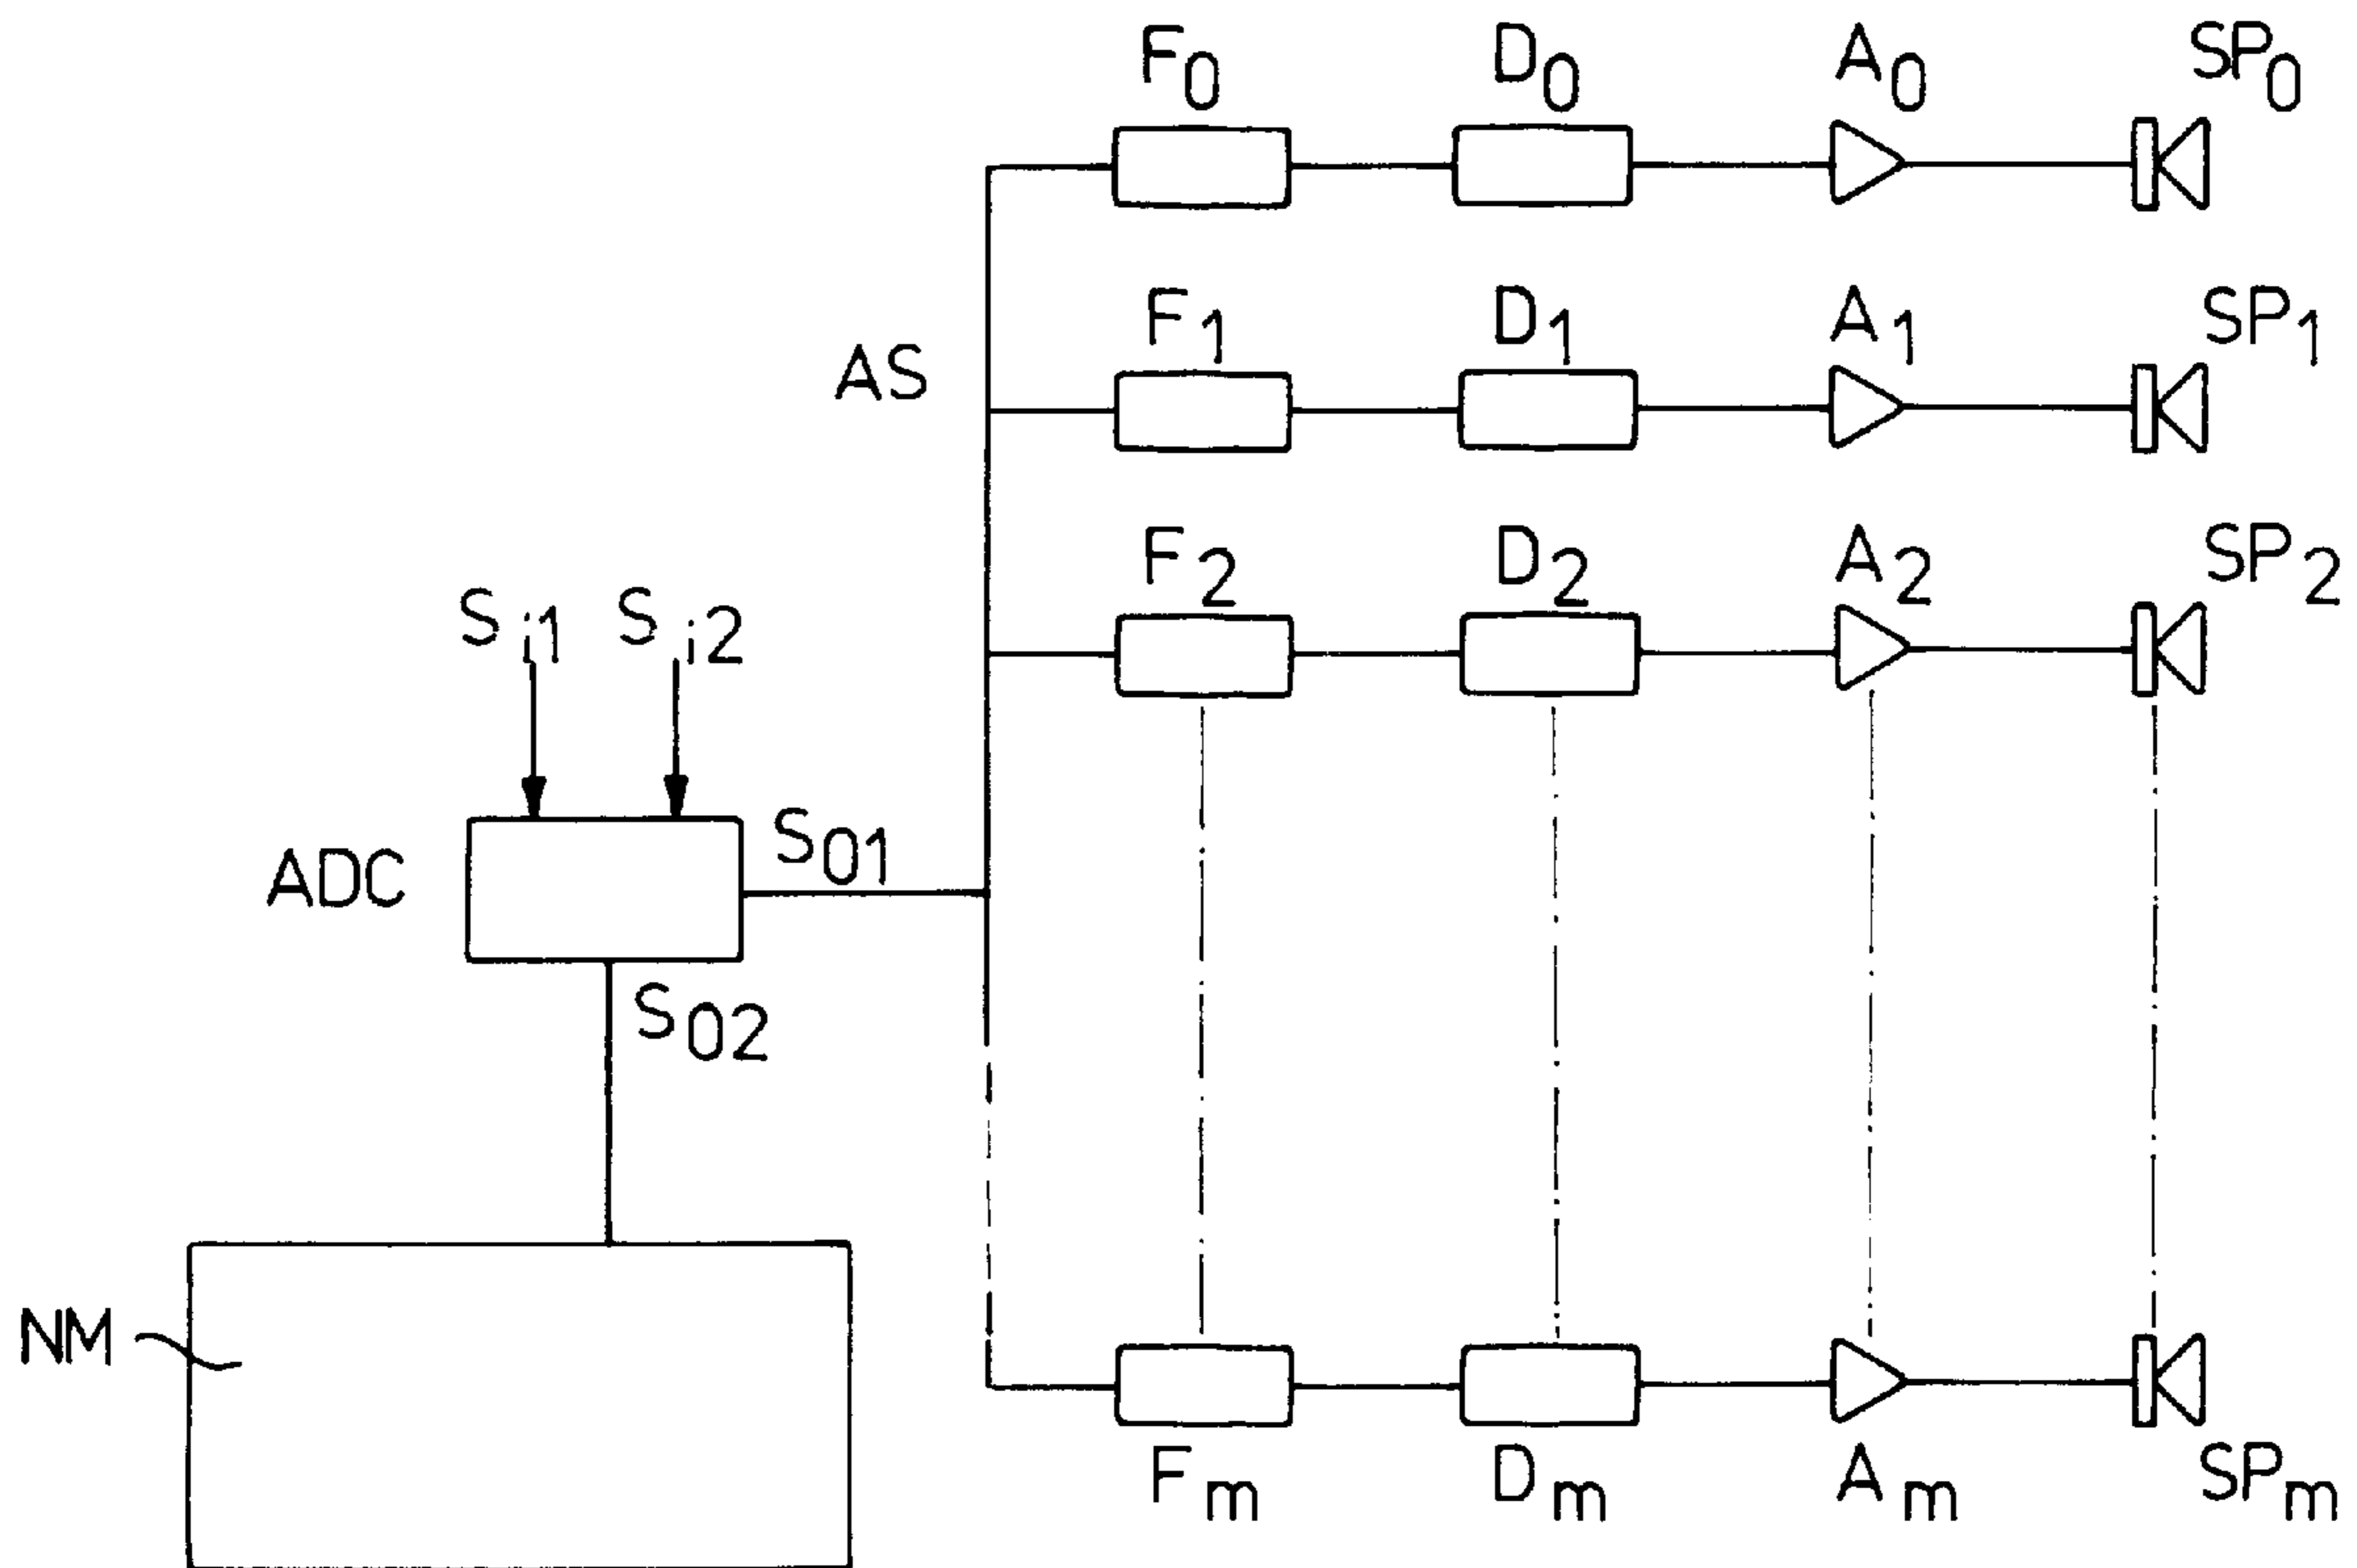 F0 D0 A0 SP0
F1 D1 A1 SP1
AS
F2 D2 A2 SP2
Si1 Si2
S01
ADC
S02
NM
Fm Dm Am SPm